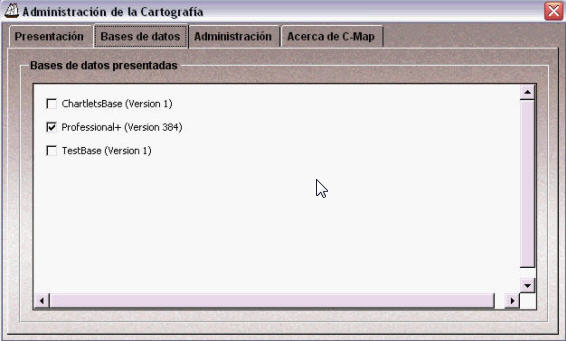 Administración de la Cartografía
Presentación Bases de datos Administración Acerca de C-Map
Bases de datos presentadas
ChartletsBase (Version 1)
Professional+ (Version 384)
TestBase (Version 1)